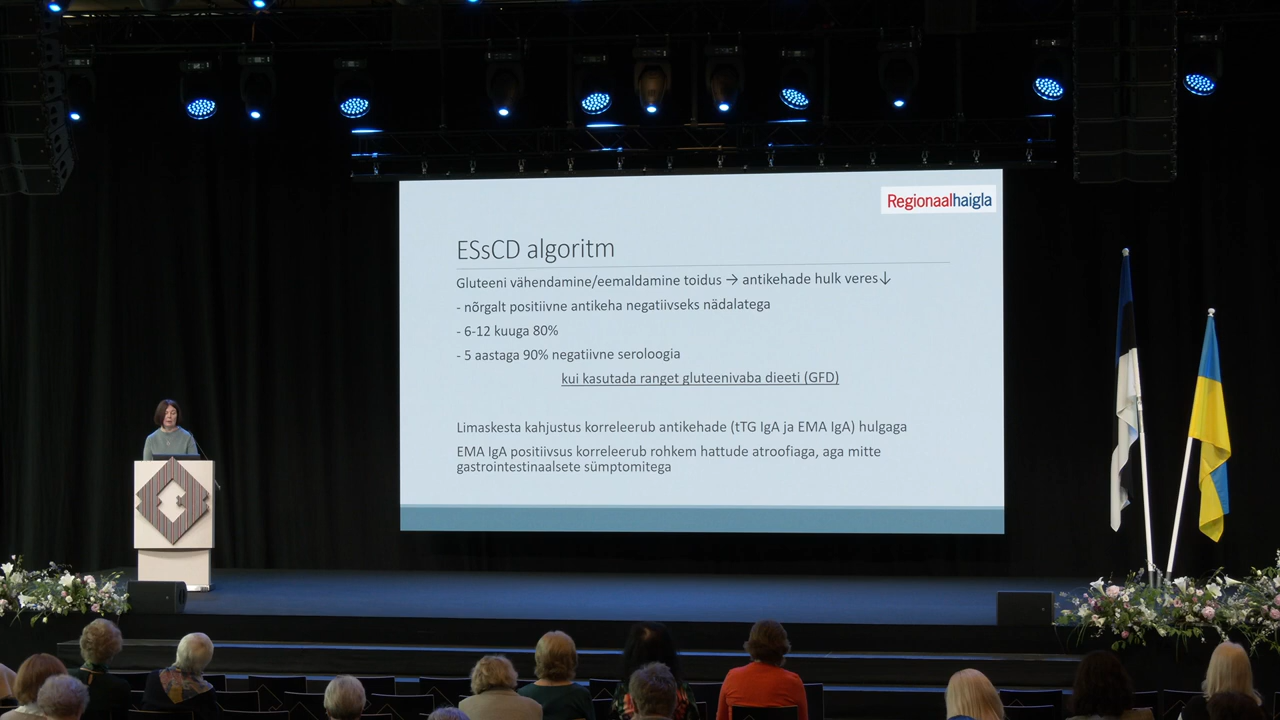 Regionaalhaigla
ESsCD algoritm
Gluteeni vähendamine/eemaldamine toidus → antikehade hulk veres↓
- nõrgalt positiivne antikeha negatiivseks nädalatega
- 6-12 kuuga 80%
- 5 aastaga 90% negatiivne seroloogia
kui kasutada ranget gluteenivaba dieeti (GFD)
Limaskesta kahjustus korreleerub antikehade (tTG IgA ja EMA IgA) hulgaga
EMA IgA positiivsus korreleerub rohkem hattude atroofiaga, aga mitte
gastrointestinaalsete sümptomitega